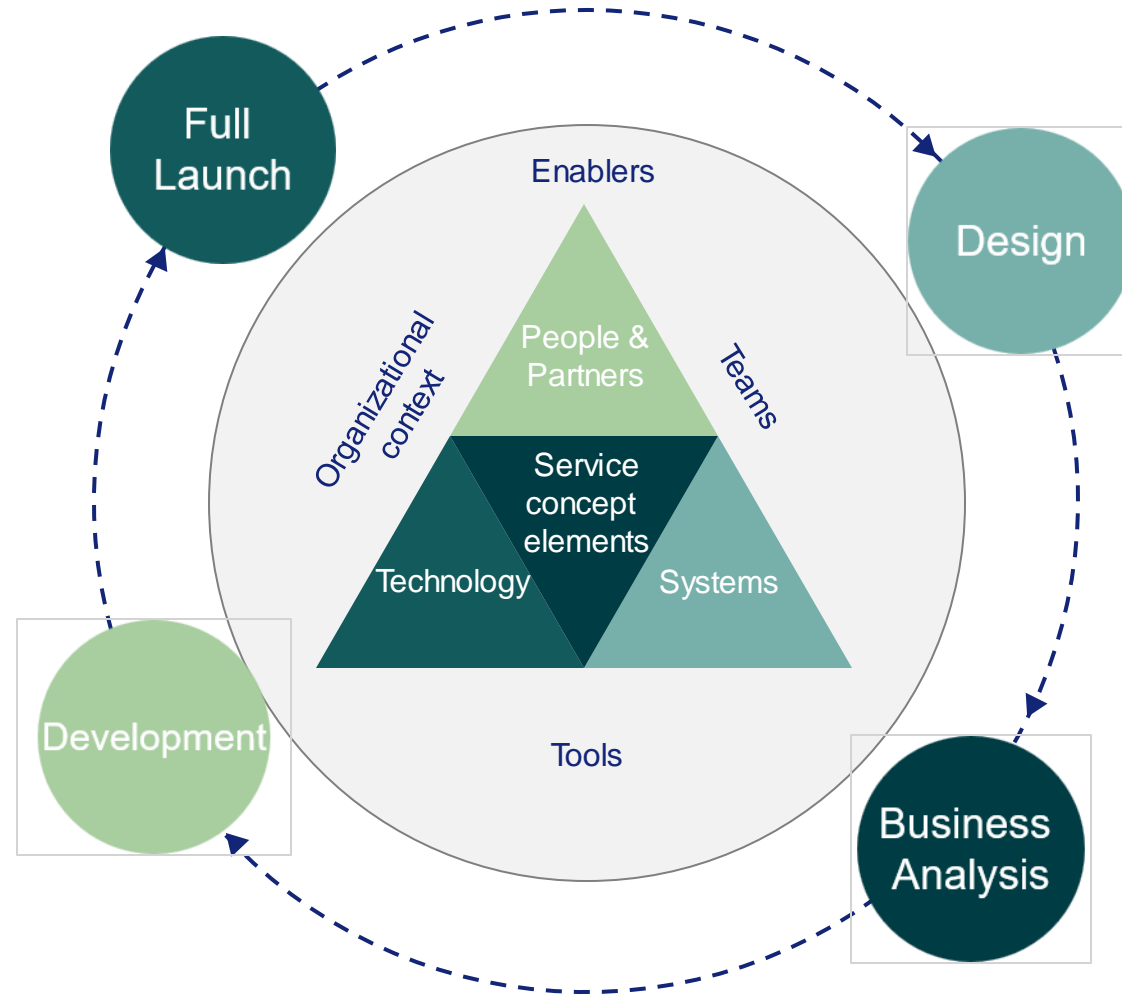 Full
Launch
Enablers
Design
People &
Partners
Organizational
context
Teams
Service
concept
elements
Technology
Systems
Development
Tools
Business
Analysis